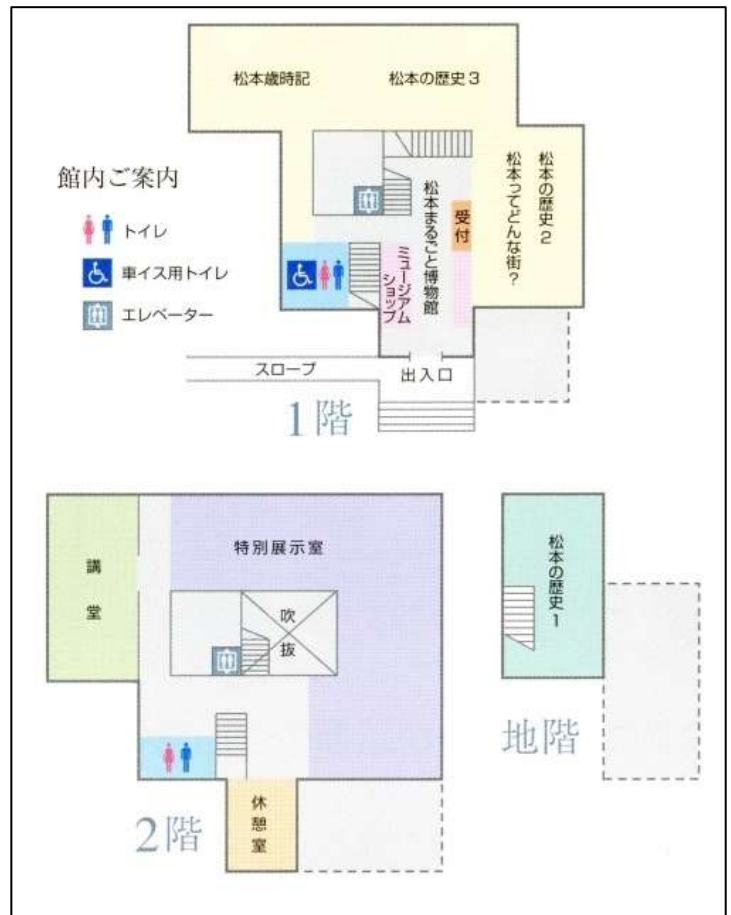 松本歳時記
松本の歴史3
館内ご案内
トイレ
車イス用トイレ
エレベーター
松本の歴史2
松本ってどんな街?
受付
松本まるごと博物館
ミュージアム
ショップ
スロープ
出入口
1階
講堂
特別展示室
吹抜
休憩室
2階
松本の歴史1
地階